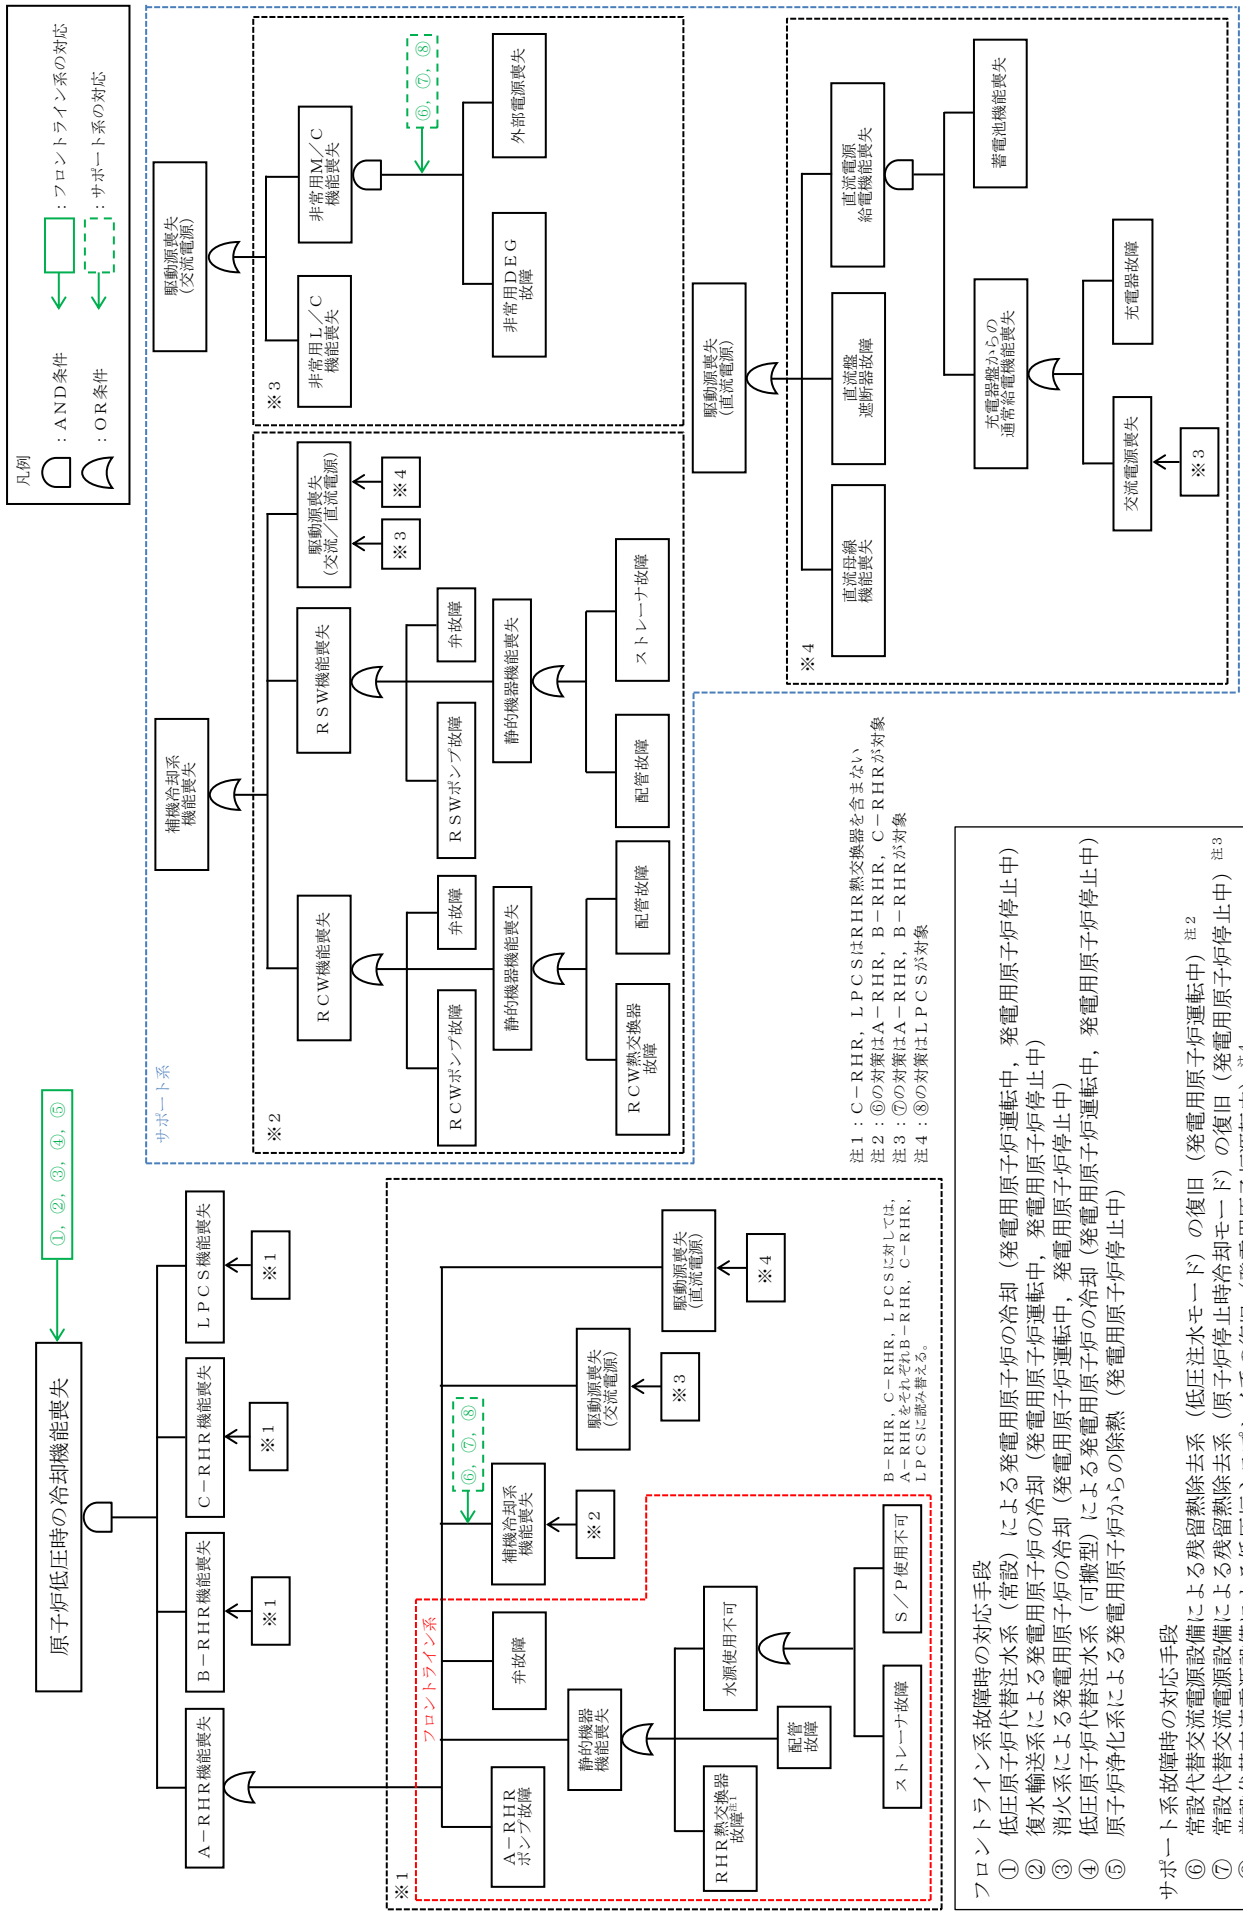 凡例
：AND条件
：OR条件
：フロントライン系の対応
：サポート系の対応
原子炉低圧時の冷却機能喪失
①，②，③，④，⑤
A－RHR機能喪失
B－RHR機能喪失
※1
C－RHR機能喪失
※1
LPCS機能喪失
※1
※1
フロントライン系
A－RHR
ポンプ故障
弁故障
静的機器
機能喪失
RHR熱交換器
故障注1
配管
故障
水源使用不可
ストレーナ故障
S／P使用不可
補機冷却系
機能喪失
※2
⑥，⑦，⑧
駆動源喪失
（交流電源）
※3
駆動源喪失
（直流電源）
※4
B－RHR，C－RHR，LPCSに対しては，
A－RHRをそれぞれB－RHR，C－RHR，
LPCSに読み替える。
サポート系
補機冷却系
機能喪失
※2
RCW機能喪失
RCWポンプ故障
弁故障
静的機器機能喪失
RCW熱交換器
故障
配管故障
RSW機能喪失
RSWポンプ故障
弁故障
静的機器機能喪失
配管故障
ストレーナ故障
駆動源喪失
（交流／直流電源）
※3
※4
駆動源喪失
（交流電源）
※3
非常用L／C
機能喪失
非常用M／C
機能喪失
⑥，⑦，⑧
非常用DEG
故障
外部電源喪失
駆動源喪失
（直流電源）
※4
直流母線
機能喪失
直流盤
遮断器故障
直流電源
給電機能喪失
充電器盤からの
通常給電機能喪失
蓄電池機能喪失
交流電源喪失
※3
充電器故障
注1：C－RHR，LPCSはRHR熱交換器を含まない
注2：⑥の対策はA－RHR，B－RHR，C－RHRが対象
注3：⑦の対策はA－RHR，B－RHRが対象
注4：⑧の対策はLPCSが対象
フロントライン系故障時の対応手段
① 低圧原子炉代替注水系（常設）による発電用原子炉の冷却（発電用原子炉運転中，発電用原子炉停止中）
② 復水輸送系による発電用原子炉の冷却（発電用原子炉運転中，発電用原子炉停止中）
③ 消火系による発電用原子炉の冷却（発電用原子炉運転中，発電用原子炉停止中）
④ 低圧原子炉代替注水系（可搬型）による発電用原子炉の冷却（発電用原子炉運転中，発電用原子炉停止中）
⑤ 原子炉浄化系による発電用原子炉からの除熱（発電用原子炉停止中）
サポート系故障時の対応手段
⑥ 常設代替交流電源設備による残留熱除去系（低圧注水モード）の復旧（発電用原子炉運転中）注2
⑦ 常設代替交流電源設備による残留熱除去系（原子炉停止時冷却モード）の復旧（発電用原子炉停止中）注3